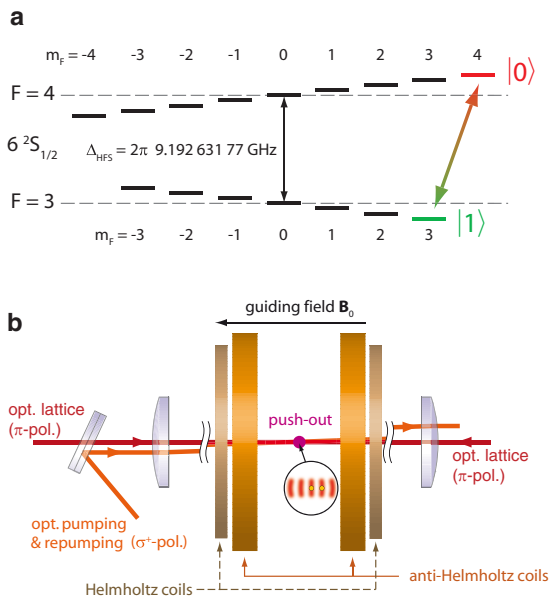 a
m_F = -4 -3 -2 -1 0 1 2 3 4 |0⟩
F = 4
6 ²S₁/₂ Δ_HFS = 2π 9.192 631 77 GHz
F = 3
m_F = -3 -2 -1 0 1 2 3 |1⟩
b
guiding field B₀
opt. lattice
(π-pol.)
push-out
opt. lattice
(π-pol.)
opt. pumping
& repumping (σ⁺-pol.)
Helmholtz coils
anti-Helmholtz coils